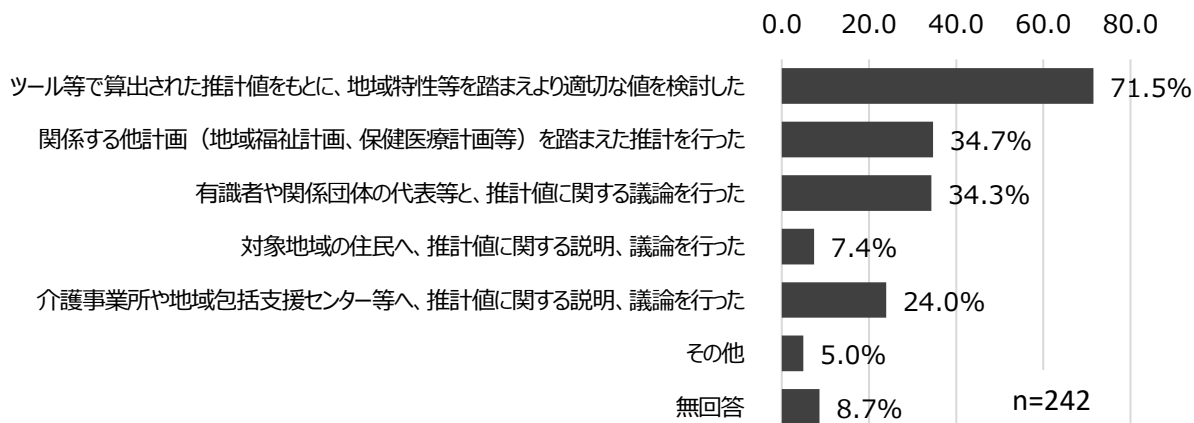 0.0 20.0 40.0 60.0 80.0
ツール等で算出された推計値をもとに、地域特性等を踏まえより適切な値を検討した 71.5%
関係する他計画（地域福祉計画、保健医療計画等）を踏まえた推計を行った 34.7%
有識者や関係団体の代表等と、推計値に関する議論を行った 34.3%
対象地域の住民へ、推計値に関する説明、議論を行った 7.4%
介護事業所や地域包括支援センター等へ、推計値に関する説明、議論を行った 24.0%
その他 5.0%
無回答 8.7% n=242